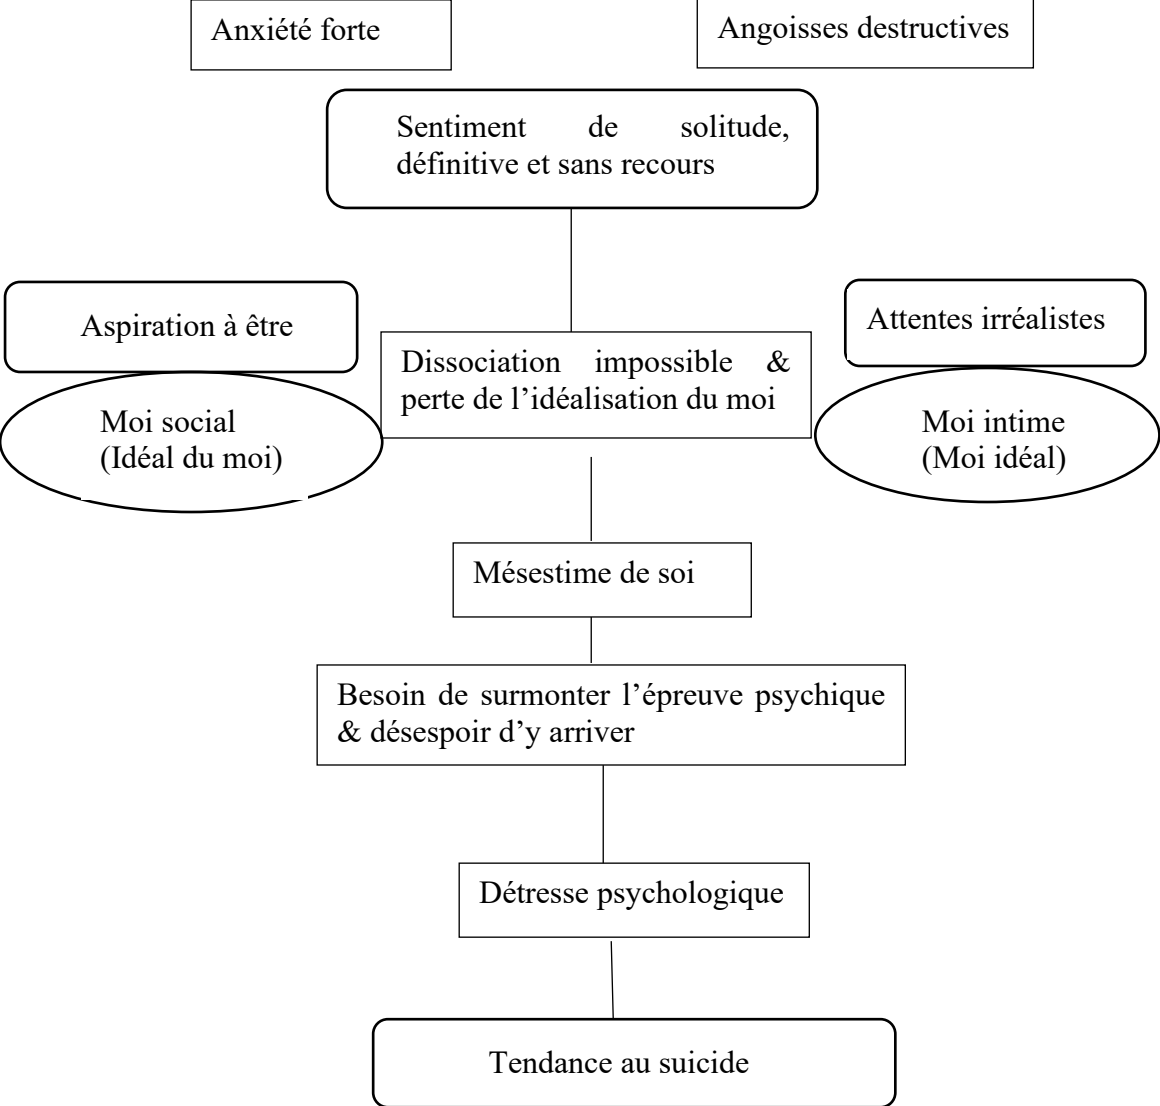 Anxiété forte
Angoisses destructives
Sentiment de solitude,
définitive et sans recours
Aspiration à être
Attentes irréalistes
Dissociation impossible &
perte de l’idéalisation du moi
Moi social
(Idéal du moi)
Moi intime
(Moi idéal)
Mésestime de soi
Besoin de surmonter l’épreuve psychique
& désespoir d’y arriver
Détresse psychologique
Tendance au suicide